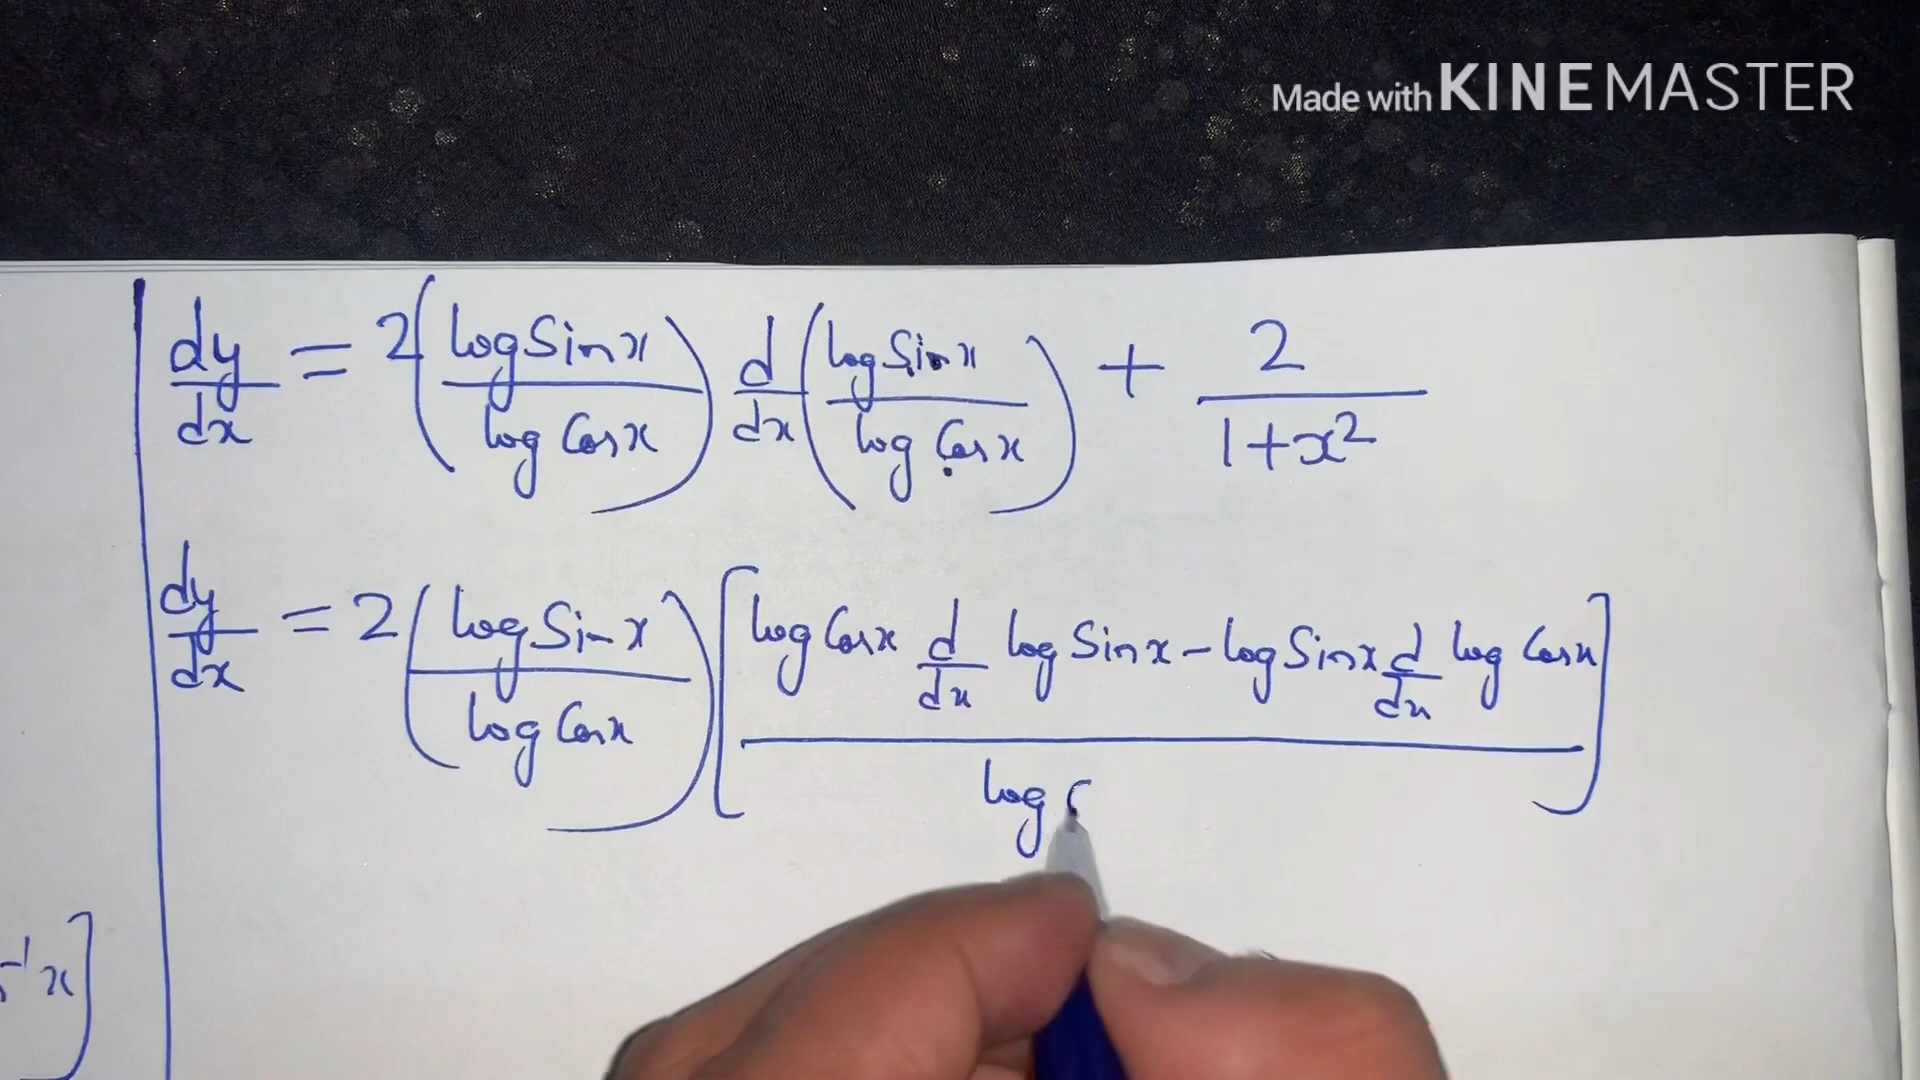 Made with KINEMASTER
dy/dx = 2(log Sin x / log Cos x) d/dx (log Sin x / log Cos x) + 2/(1+x²)
dy/dx = 2(log Sin x / log Cos x) [log Cos x d/dx log Sin x - log Sin x d/dx log Cos x / log C
⁻¹x]